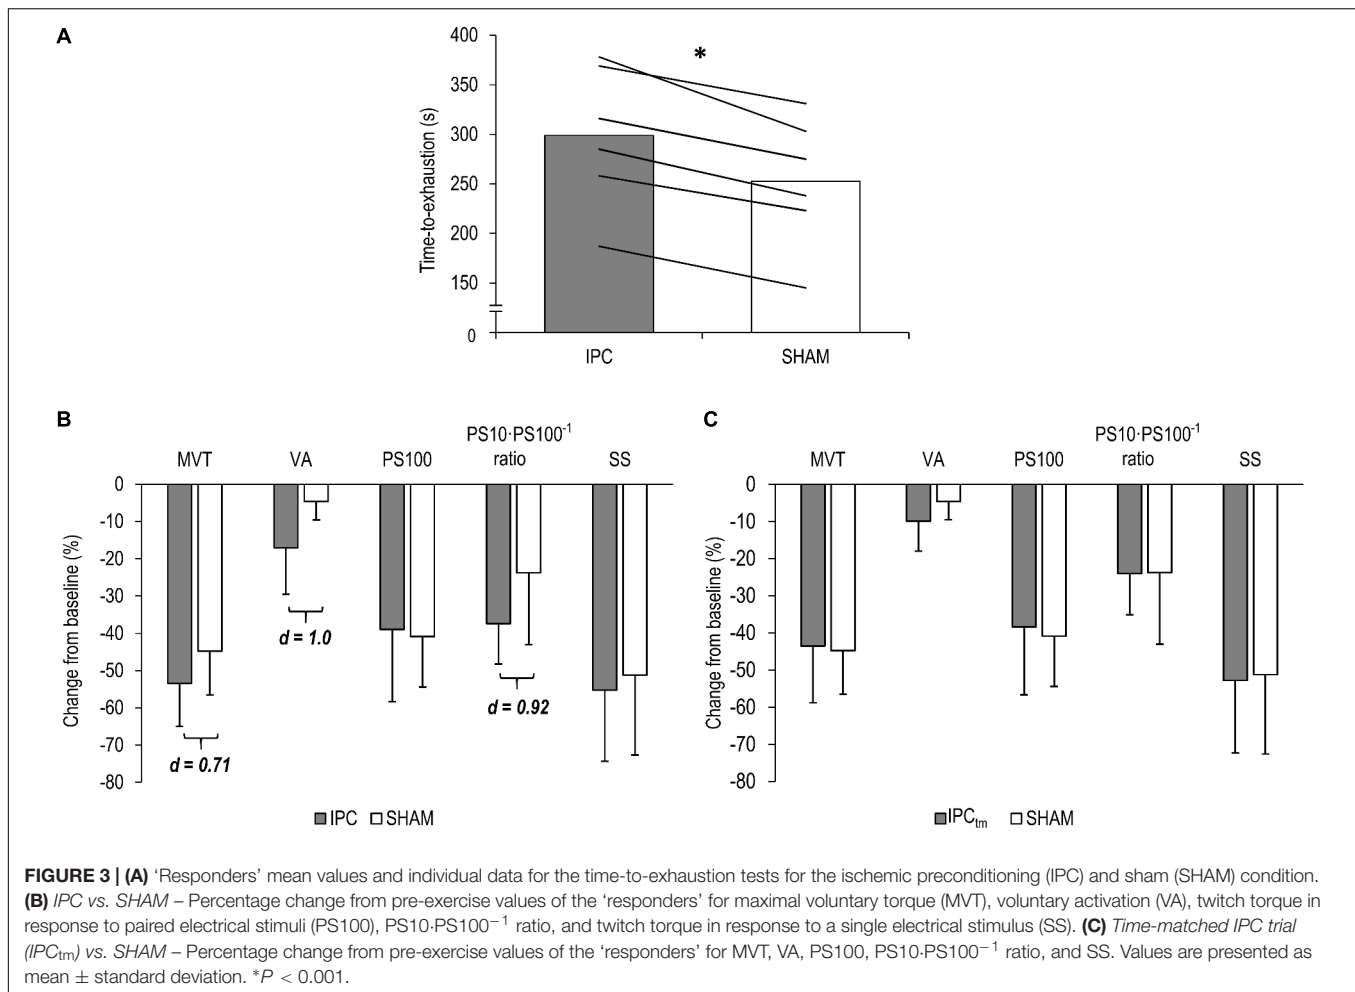 A
400
350
300
250
200
150
0
Time-to-exhaustion (s)
*
IPC
SHAM
B
MVT
VA
PS100
PS10·PS100⁻¹
ratio
SS
0
-10
-20
-30
-40
-50
-60
-70
-80
Change from baseline (%)
d = 0.71
d = 1.0
d = 0.92
IPC SHAM
C
MVT
VA
PS100
PS10·PS100⁻¹
ratio
SS
0
-10
-20
-30
-40
-50
-60
-70
-80
Change from baseline (%)
IPCtm SHAM
FIGURE 3 | (A) ‘Responders’ mean values and individual data for the time-to-exhaustion tests for the ischemic preconditioning (IPC) and sham (SHAM) condition.
(B) IPC vs. SHAM – Percentage change from pre-exercise values of the ‘responders’ for maximal voluntary torque (MVT), voluntary activation (VA), twitch torque in
response to paired electrical stimuli (PS100), PS10·PS100⁻¹ ratio, and twitch torque in response to a single electrical stimulus (SS). (C) Time-matched IPC trial
(IPCtm) vs. SHAM – Percentage change from pre-exercise values of the ‘responders’ for MVT, VA, PS100, PS10·PS100⁻¹ ratio, and SS. Values are presented as
mean ± standard deviation. *P < 0.001.